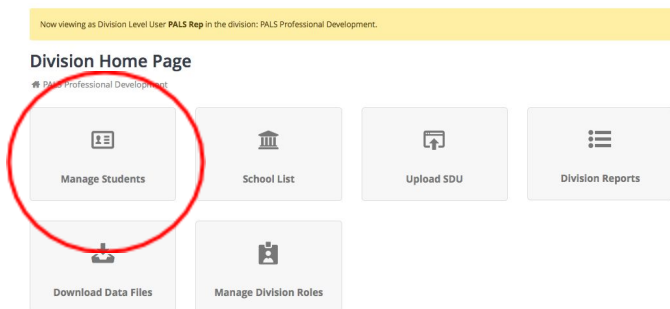 Now viewing as Division Level User PALS Rep in the division: PALS Professional Development.
Division Home Page
PALS Professional Development
Manage Students
School List
Upload SDU
Division Reports
Download Data Files
Manage Division Roles